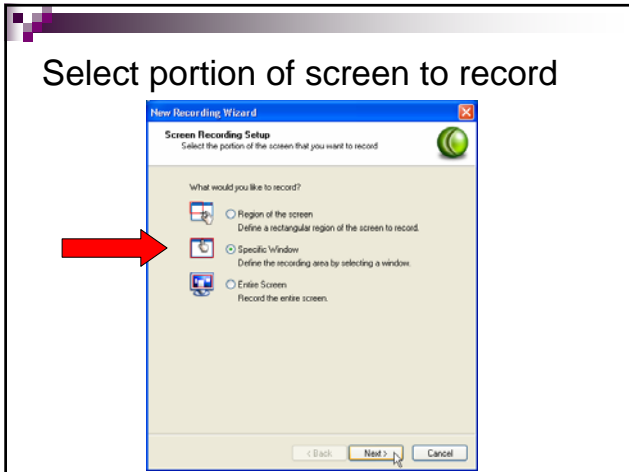 Select portion of screen to record
New Recording Wizard
Screen Recording Setup
Select the portion of the screen that you want to record
What would you like to record?
Region of the screen
Define a rectangular region of the screen to record.
Specific Window
Define the recording area by selecting a window.
Entire Screen
Record the entire screen.
< Back
Next >
Cancel